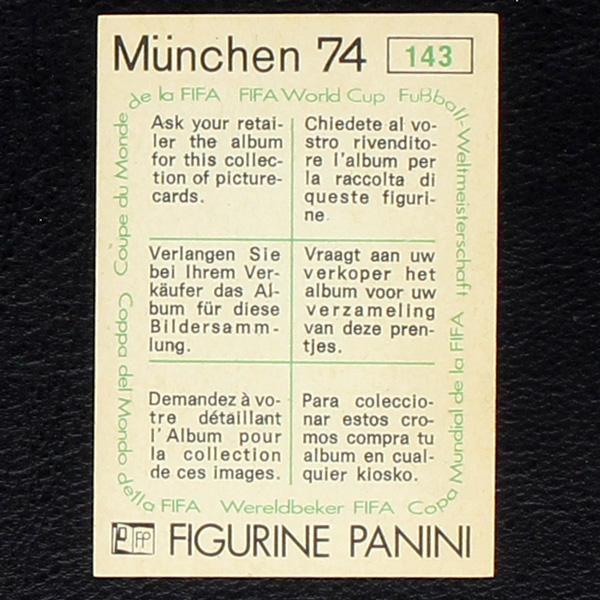 München 74 143
de la FIFA FIFA World Cup Fußball-Weltmeisterschaft
Ask your retai-
ler the album
for this collec-
tion of picture-
cards.
Chiedete al vo-
stro rivendito-
re l'album per
la raccolta di
queste figuri-
ne.
Verlangen Sie
bei Ihrem Ver-
käufer das Al-
bum für diese
Bildersamm-
lung.
Vraagt aan uw
verkoper het
album voor uw
verzameling
van deze pren-
tjes.
Demandez à vo-
tre détaillant
l'Album pour
la collection
de ces images.
Para coleccio-
nar estos cro-
mos compra tu
album en cual-
quier kiosko.
Coupe du Monde
Coppa del Mondo
della FIFA Wereldbeker FIFA Copa Mundial de la FIFA
FP FIGURINE PANINI